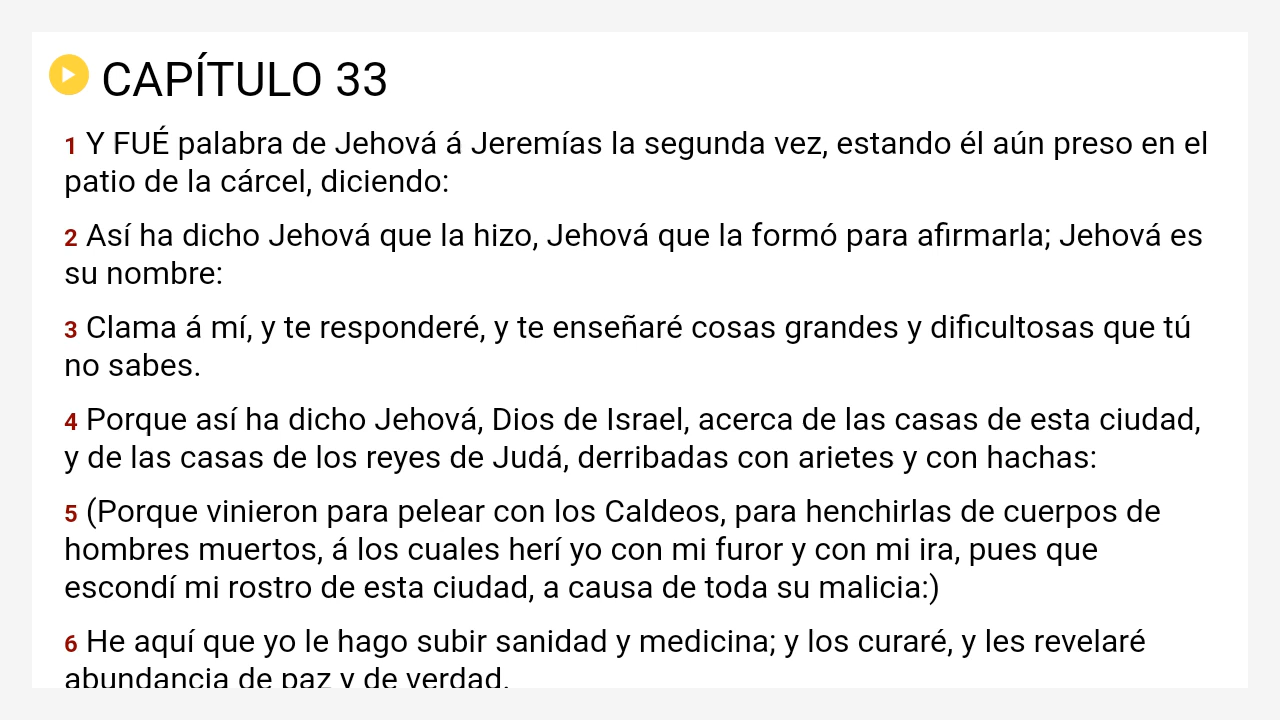 CAPÍTULO 33
1 Y FUÉ palabra de Jehová á Jeremías la segunda vez, estando él aún preso en el
patio de la cárcel, diciendo:
2 Así ha dicho Jehová que la hizo, Jehová que la formó para afirmarla; Jehová es
su nombre:
3 Clama á mí, y te responderé, y te enseñaré cosas grandes y dificultosas que tú
no sabes.
4 Porque así ha dicho Jehová, Dios de Israel, acerca de las casas de esta ciudad,
y de las casas de los reyes de Judá, derribadas con arietes y con hachas:
5 (Porque vinieron para pelear con los Caldeos, para henchirlas de cuerpos de
hombres muertos, á los cuales herí yo con mi furor y con mi ira, pues que
escondí mi rostro de esta ciudad, a causa de toda su malicia:)
6 He aquí que yo le hago subir sanidad y medicina; y los curaré, y les revelaré
abundancia de paz y de verdad.